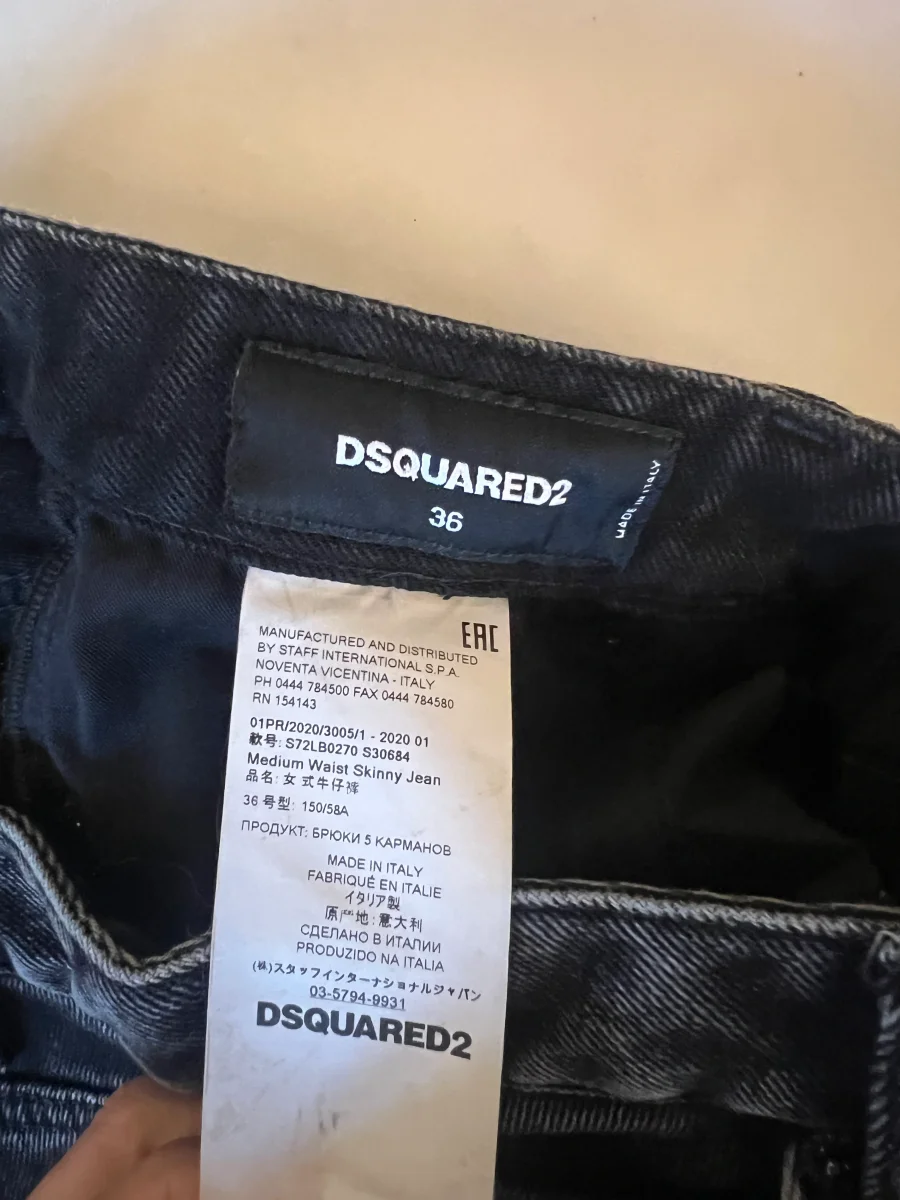 DSQUARED2
36
MADE IN ITALY
EAC
MANUFACTURED AND DISTRIBUTED
BY STAFF INTERNATIONAL S.P.A.
NOVENTA VICENTINA - ITALY
PH 0444 784500 FAX 0444 784580
RN 154143
01PR/2020/3005/1 - 2020 01
款号: S72LB0270 S30684
Medium Waist Skinny Jean
品名: 女 式牛仔裤
36 号型: 150/58A
ПРОДУКТ: БРЮКИ 5 КАРМАНОВ
MADE IN ITALY
FABRIQUÉ EN ITALIE
イタリア製
原产地:意大利
СДЕЛАНО В ИТАЛИИ
PRODUZIDO NA ITALIA
(株)スタッフインターナショナルジャパン
03-5794-9931
DSQUARED2